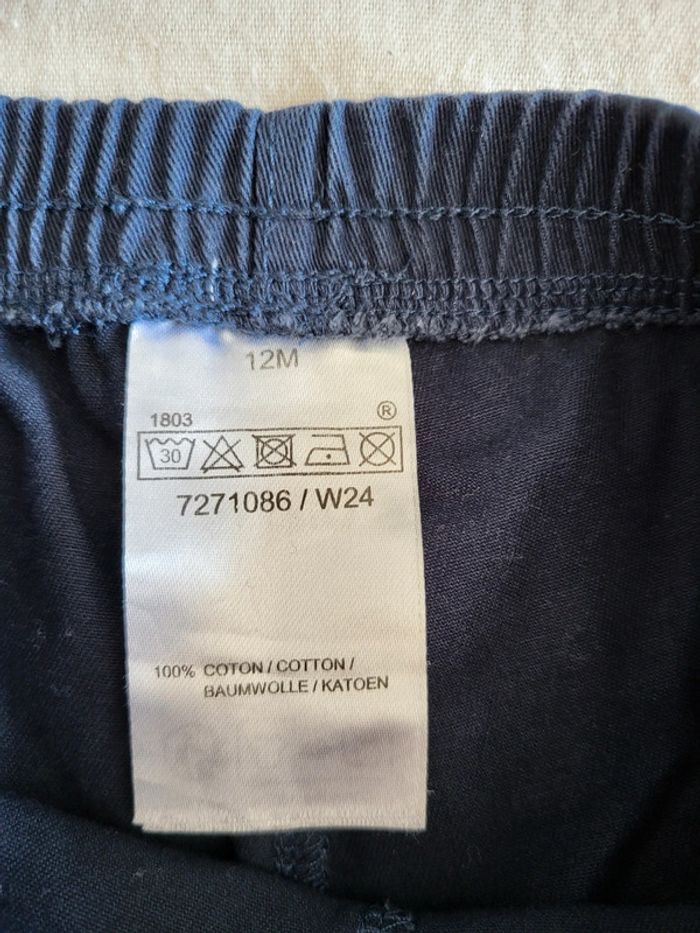 12M
1803 ®
30
7271086 / W24
100% COTON / COTTON /
BAUMWOLLE / KATOEN